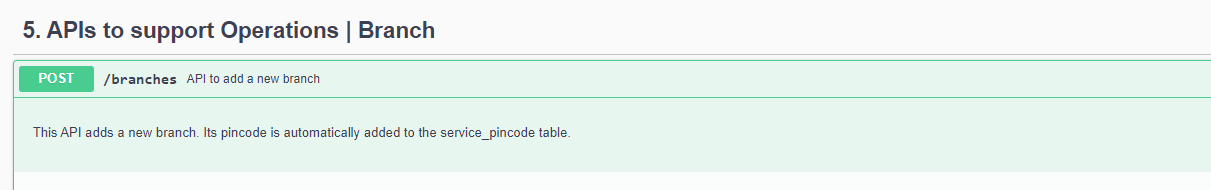 5. APIs to support Operations | Branch
POST /branches API to add a new branch
This API adds a new branch. Its pincode is automatically added to the service_pincode table.